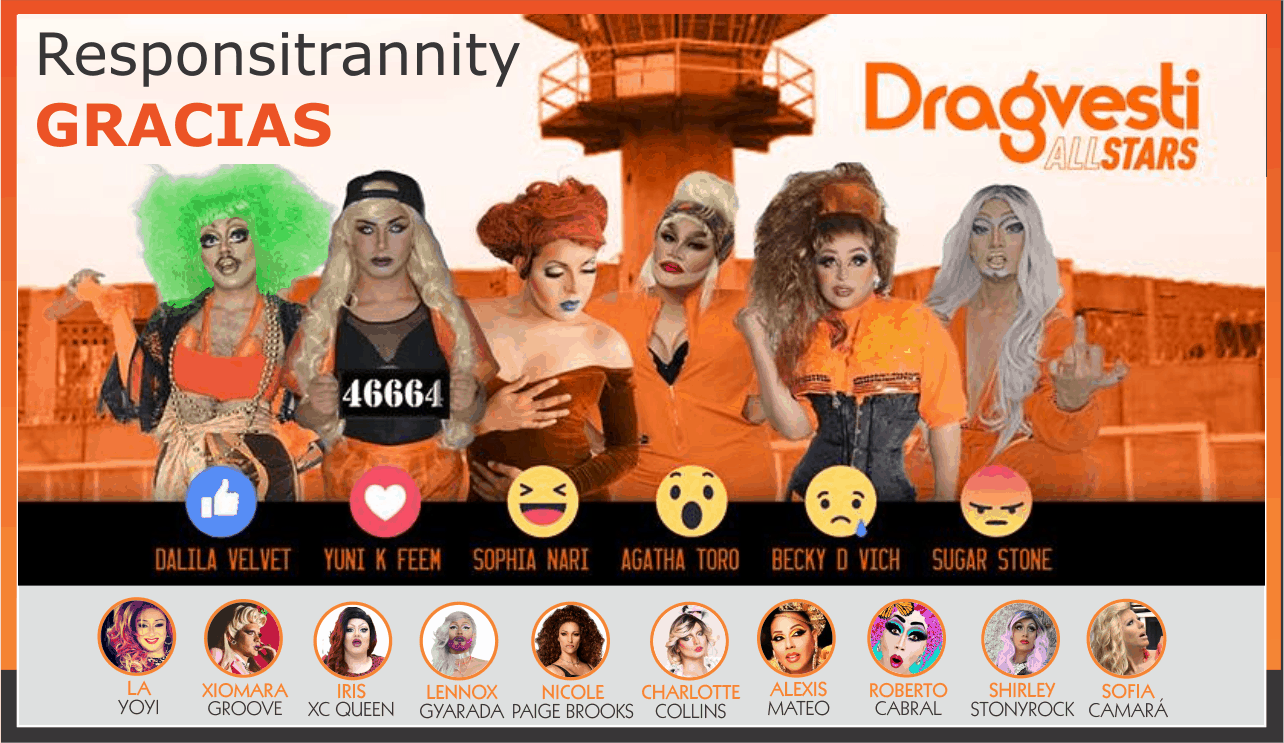 Responsitrannity
GRACIAS
Dragvesti
ALLSTARS
46664
DALILA VELVET
YUNI K FEEM
SOPHIA NARI
AGATHA TORO
BECKY D VICH
SUGAR STONE
LA
YOYI
XIOMARA
GROOVE
IRIS
XC QUEEN
LENNOX
GYARADA
NICOLE
PAIGE BROOKS
CHARLOTTE
COLLINS
ALEXIS
MATEO
ROBERTO
CABRAL
SHIRLEY
STONYROCK
SOFIA
CAMARÁ